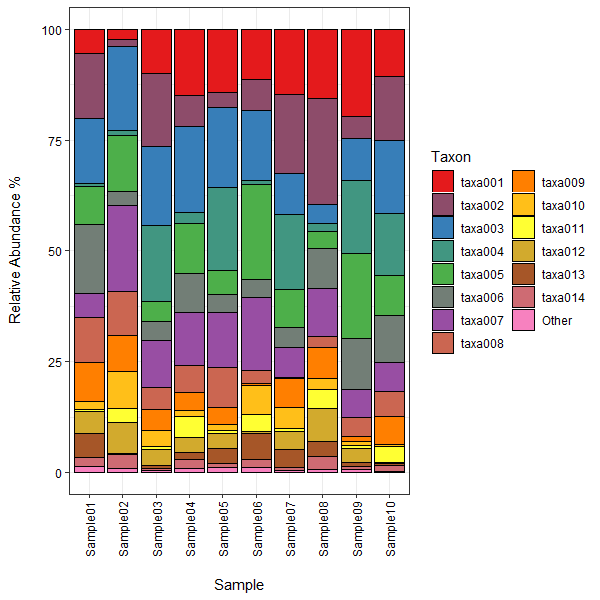 Relative Abundance %
100
75
50
25
0
Sample01
Sample02
Sample03
Sample04
Sample05
Sample06
Sample07
Sample08
Sample09
Sample10
Sample
Taxon
taxa001
taxa002
taxa003
taxa004
taxa005
taxa006
taxa007
taxa008
taxa009
taxa010
taxa011
taxa012
taxa013
taxa014
Other